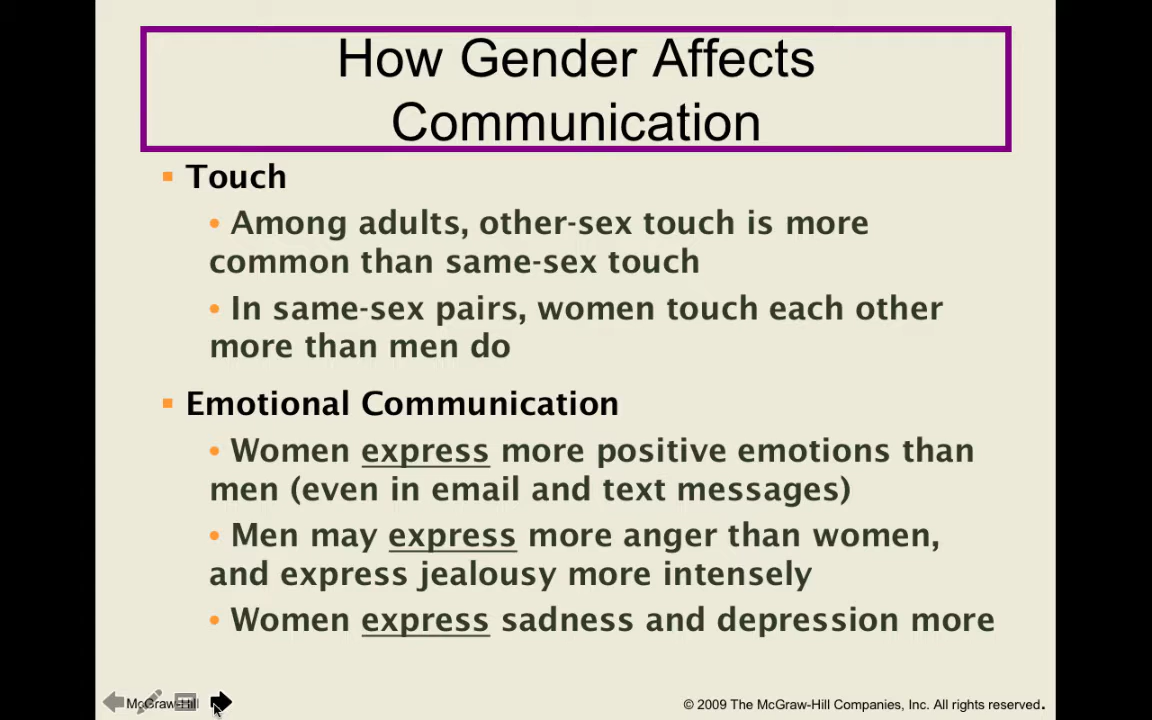 How Gender Affects
Communication
▪ Touch
• Among adults, other-sex touch is more
common than same-sex touch
• In same-sex pairs, women touch each other
more than men do
▪ Emotional Communication
• Women express more positive emotions than
men (even in email and text messages)
• Men may express more anger than women,
and express jealousy more intensely
• Women express sadness and depression more
McGraw-Hill
© 2009 The McGraw-Hill Companies, Inc. All rights reserved.